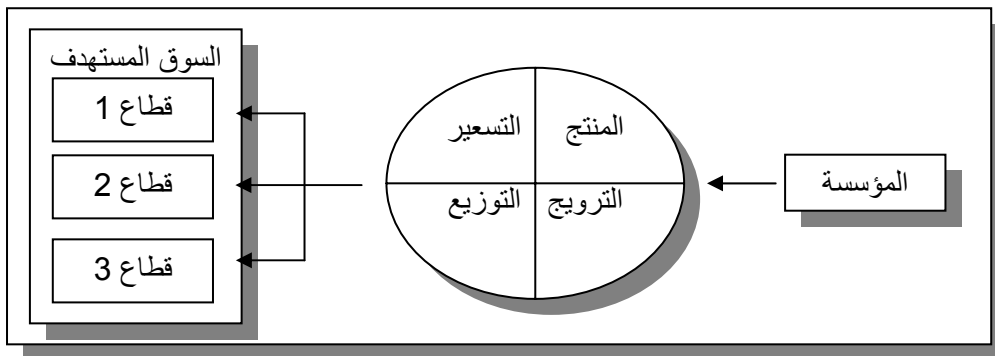 المؤسسة
المنتج
التسعير
الترويج
التوزيع
السوق المستهدف
قطاع 1
قطاع 2
قطاع 3